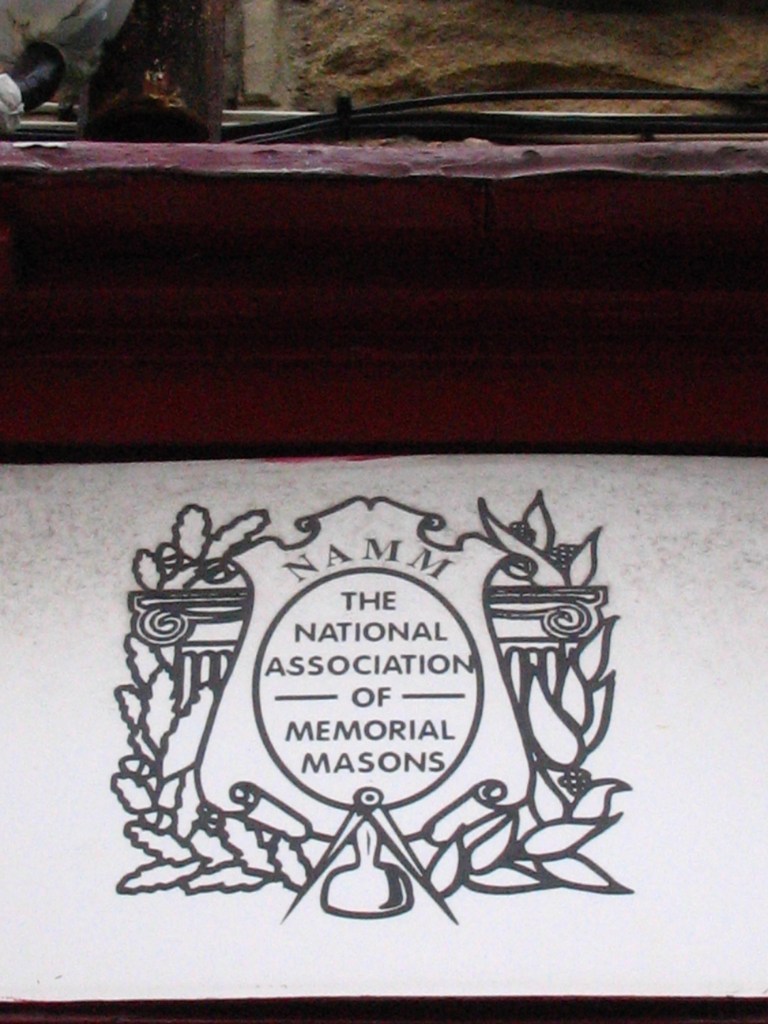 NAMM
THE
NATIONAL
ASSOCIATION
OF
MEMORIAL
MASONS